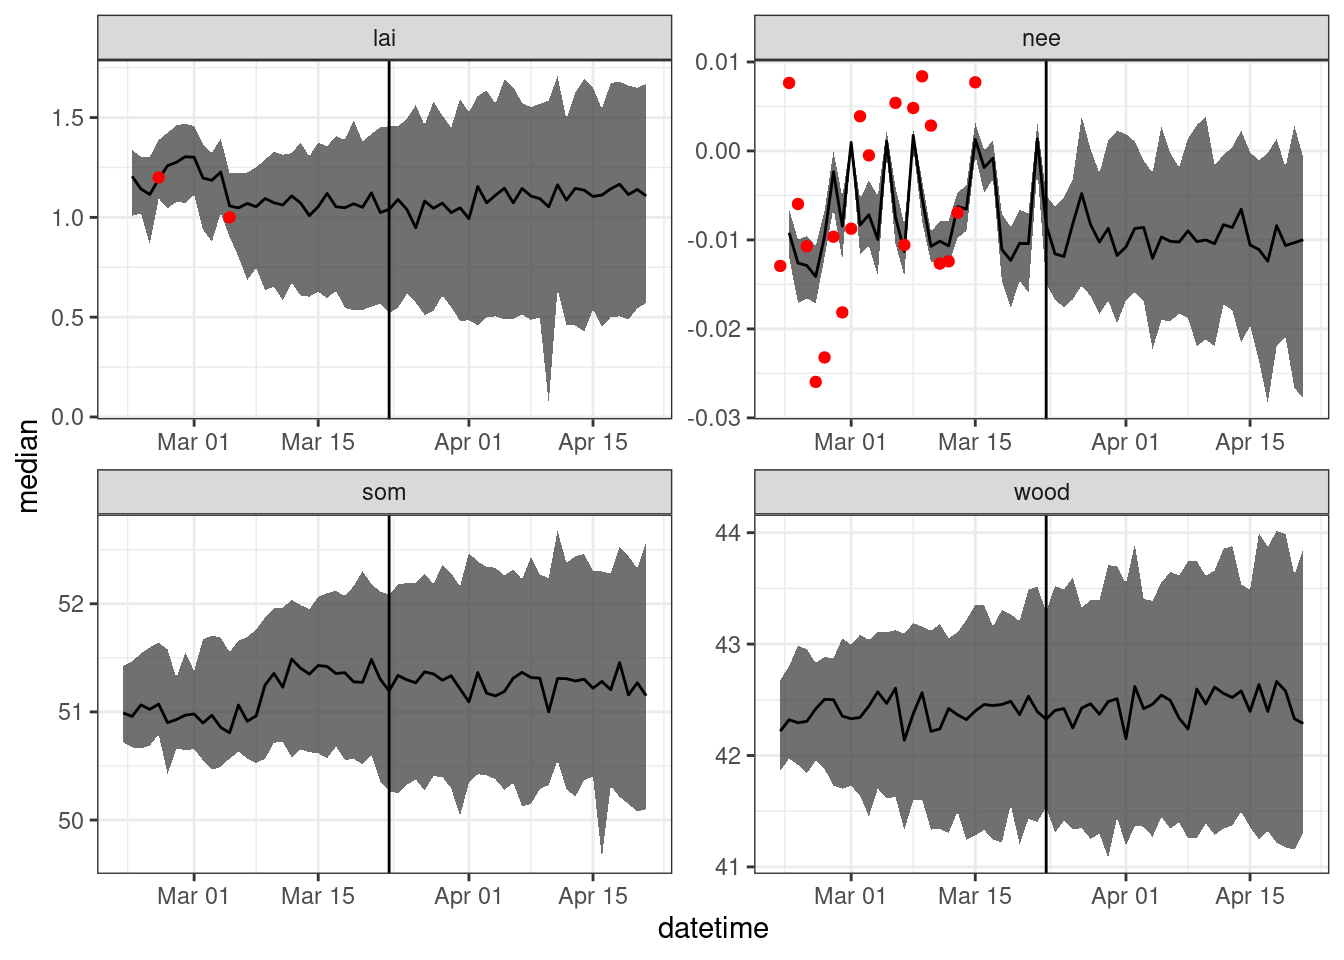 lai
nee
1.5
1.0
0.5
0.0
Mar 01 Mar 15 Apr 01 Apr 15
0.01
0.00
-0.01
-0.02
-0.03
Mar 01 Mar 15 Apr 01 Apr 15
median
som
wood
52
51
50
Mar 01 Mar 15 Apr 01 Apr 15
44
43
42
41
Mar 01 Mar 15 Apr 01 Apr 15
datetime